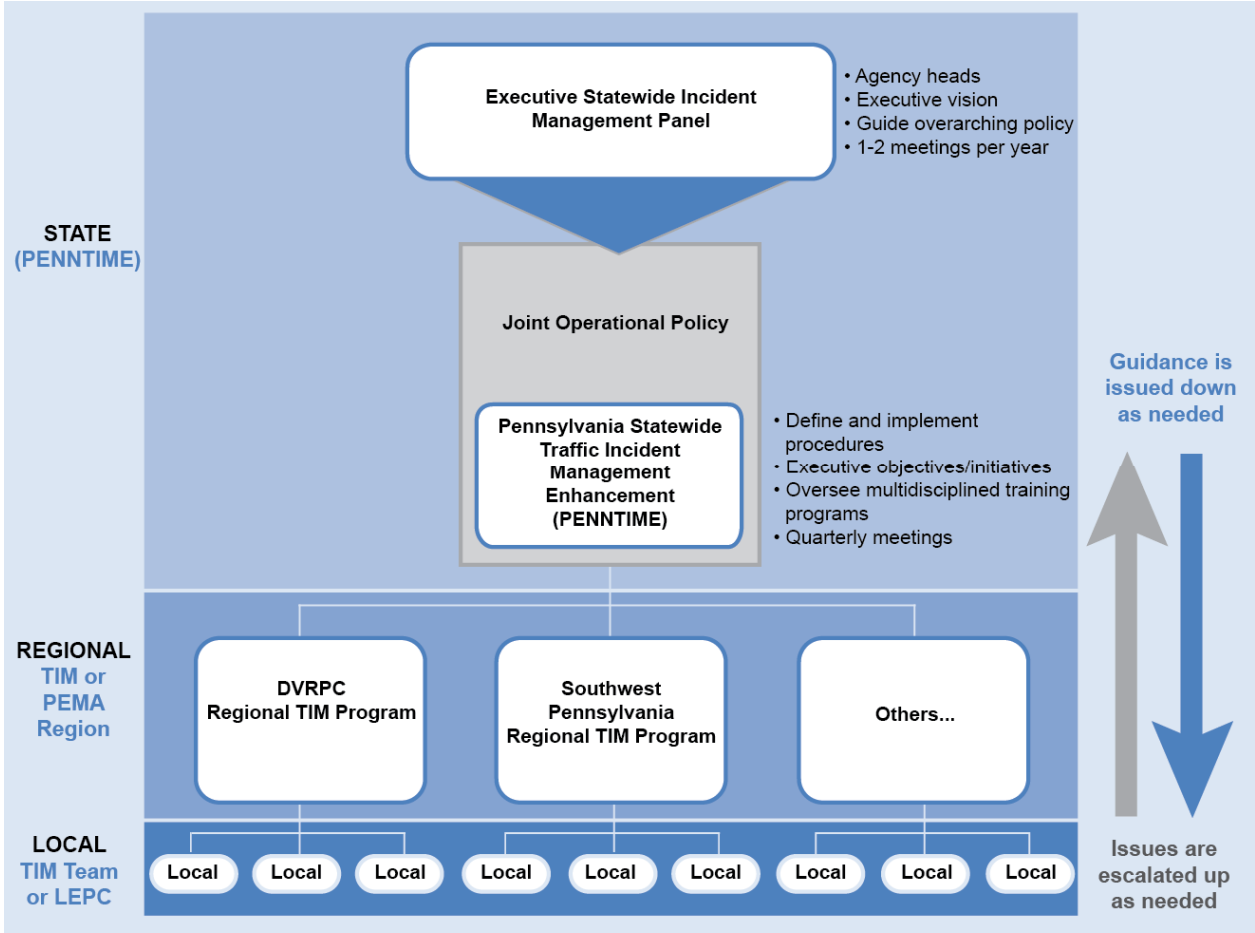 Executive Statewide Incident
Management Panel
• Agency heads
• Executive vision
• Guide overarching policy
• 1-2 meetings per year
STATE
(PENNTIME)
Joint Operational Policy
Pennsylvania Statewide
Traffic Incident
Management
Enhancement
(PENNTIME)
• Define and implement
procedures
• Executive objectives/initiatives
• Oversee multidisciplined training
programs
• Quarterly meetings
Guidance is
issued down
as needed
REGIONAL
TIM or
PEMA
Region
DVRPC
Regional TIM Program
Southwest
Pennsylvania
Regional TIM Program
Others...
LOCAL
TIM Team
or LEPC
Local Local Local Local Local Local Local Local Local
Issues are
escalated up
as needed